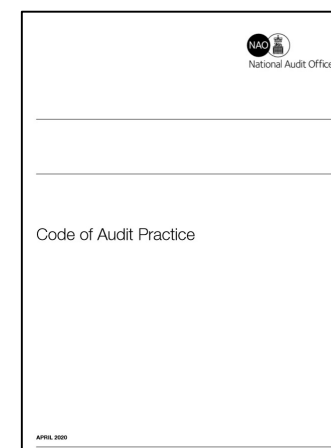 NAO
National Audit Office
Code of Audit Practice
APRIL 2020